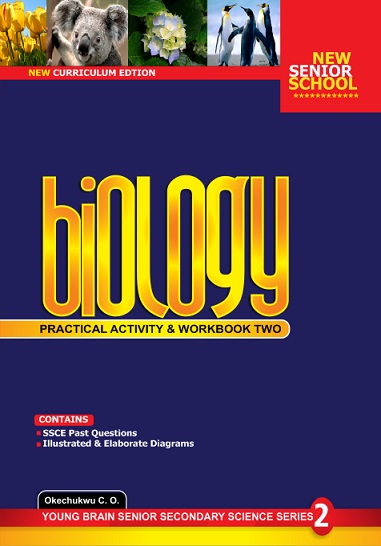 NEW CURRICULUM EDTION
NEW
SENIOR
SCHOOL
************
biology
PRACTICAL ACTIVITY & WORKBOOK TWO
CONTAINS
SSCE Past Questions
Illustrated & Elaborate Diagrams
Okechukwu C. O.
YOUNG BRAIN SENIOR SECONDARY SCIENCE SERIES 2